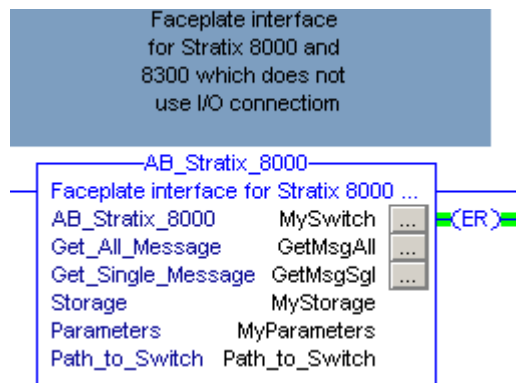 Faceplate interface
for Stratix 8000 and
8300 which does not
use I/O connectiom
AB_Stratix_8000
Faceplate interface for Stratix 8000 ...
AB_Stratix_8000 MySwitch ...
(ER)
Get_All_Message GetMsgAll ...
Get_Single_Message GetMsgSgl ...
Storage MyStorage
Parameters MyParameters
Path_to_Switch Path_to_Switch